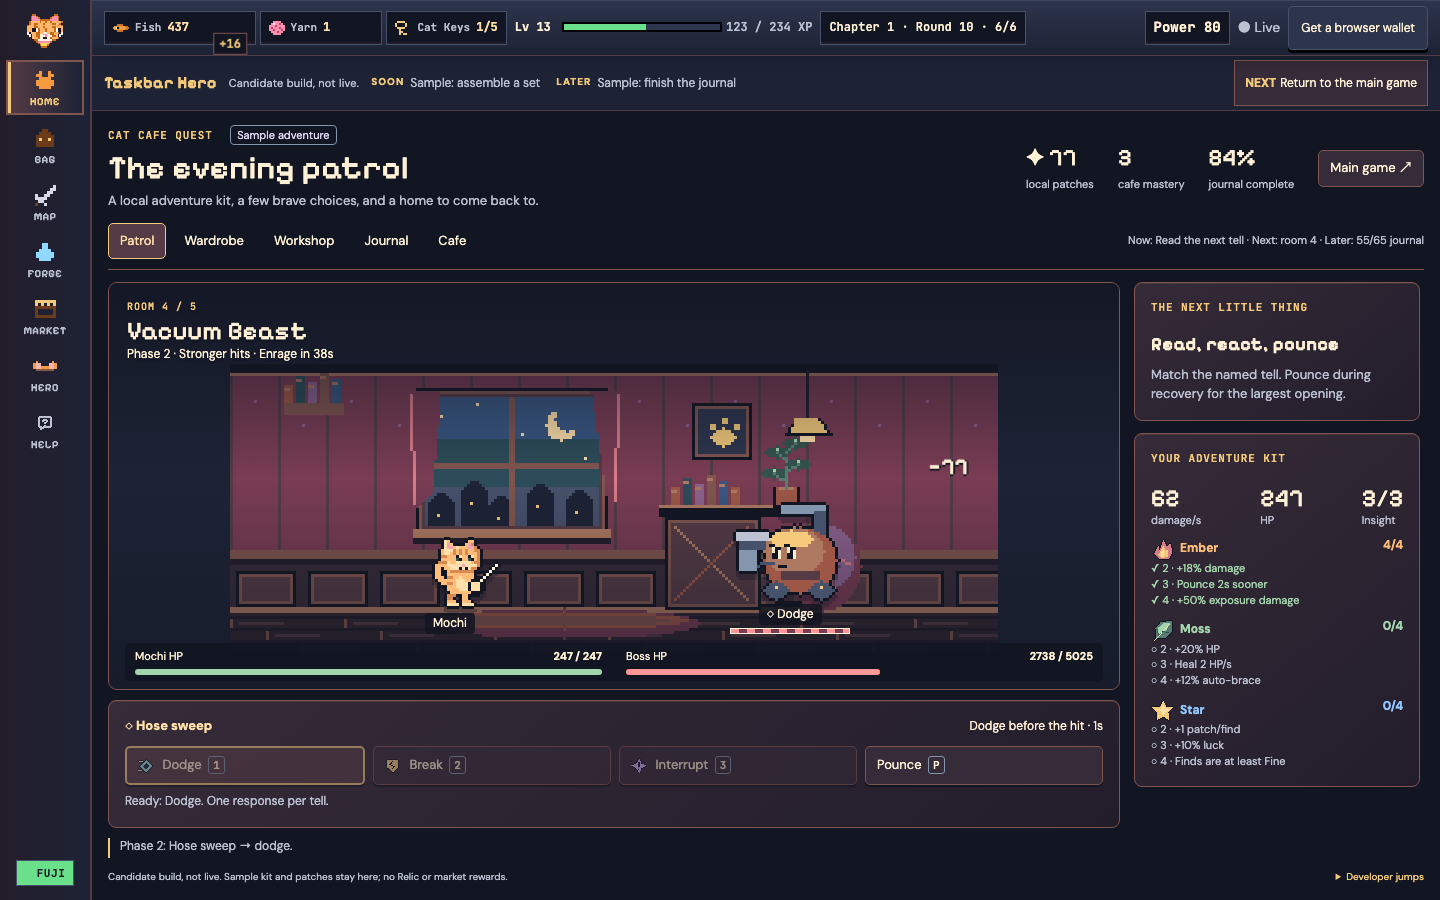 Fish 437
+16
Yarn 1
Cat Keys 1/5
Lv 13
123 / 234 XP
Chapter 1 · Round 10 · 6/6
Power 80
Live
Get a browser wallet
HOME
BAG
MAP
FORGE
MARKET
HERO
HELP
FUJI
Taskbar Hero
Candidate build, not live.
SOON Sample: assemble a set
LATER Sample: finish the journal
NEXT Return to the main game
CAT CAFE QUEST
Sample adventure
The evening patrol
A local adventure kit, a few brave choices, and a home to come back to.
✦ 77
local patches
3
cafe mastery
84%
journal complete
Main game ↗
Patrol
Wardrobe
Workshop
Journal
Cafe
Now: Read the next tell · Next: room 4 · Later: 55/65 journal
ROOM 4 / 5
Vacuum Beast
Phase 2 · Stronger hits · Enrage in 38s
-77
Mochi
◇ Dodge
Mochi HP
247 / 247
Boss HP
2738 / 5025
◇ Hose sweep
Dodge before the hit · 1s
Dodge 1
Break 2
Interrupt 3
Pounce P
Ready: Dodge. One response per tell.
Phase 2: Hose sweep → dodge.
Candidate build, not live. Sample kit and patches stay here; no Relic or market rewards.
▶ Developer jumps
THE NEXT LITTLE THING
Read, react, pounce
Match the named tell. Pounce during
recovery for the largest opening.
YOUR ADVENTURE KIT
62
damage/s
247
HP
3/3
Insight
Ember 4/4
✓ 2 · +18% damage
✓ 3 · Pounce 2s sooner
✓ 4 · +50% exposure damage
Moss 0/4
○ 2 · +20% HP
○ 3 · Heal 2 HP/s
○ 4 · +12% auto-brace
Star 0/4
○ 2 · +1 patch/find
○ 3 · +10% luck
○ 4 · Finds are at least Fine